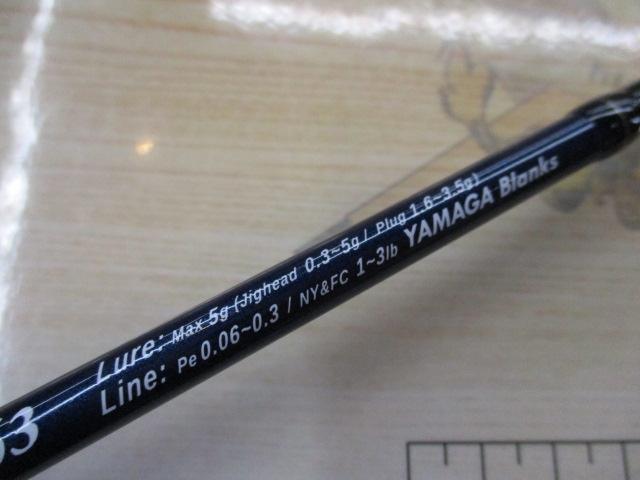 Lure: Max 5g (Jighead 0.3~5g / Plug 1.6~3.5g)
Line: Pe 0.06~0.3 / NY&FC 1~3lb YAMAGA Blanks
53